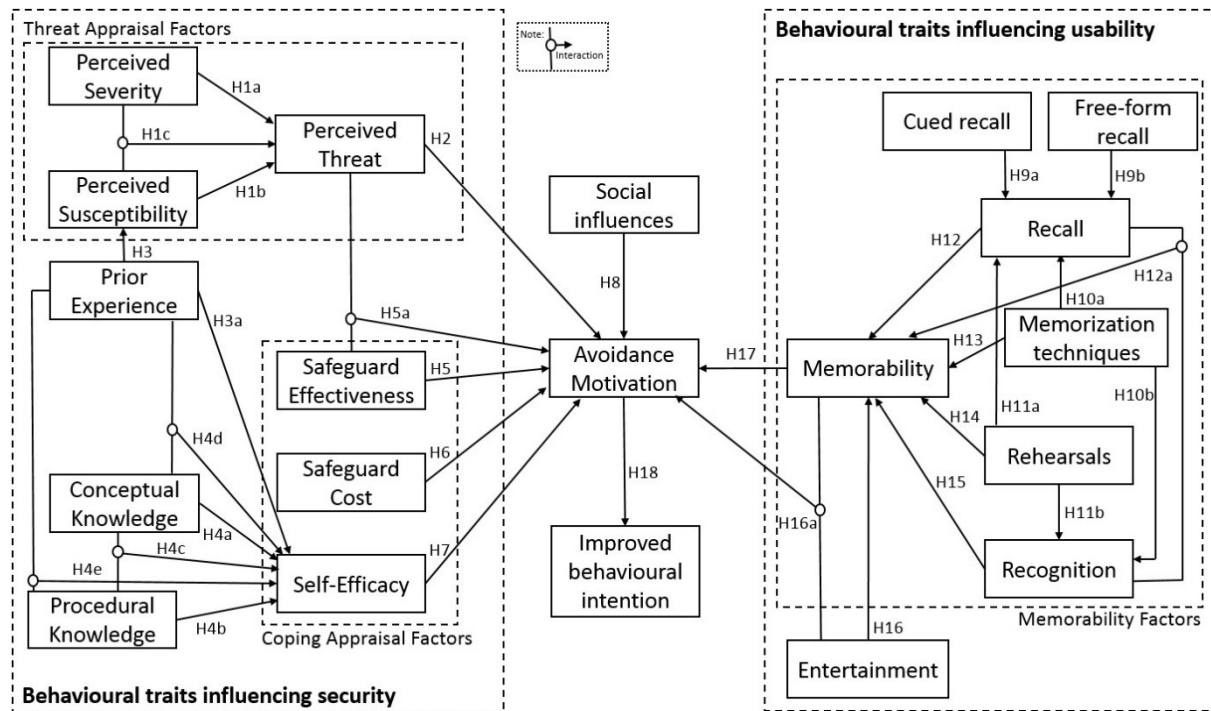 Threat Appraisal Factors
Perceived
Severity
H1a
H1c
Perceived
Threat
H2
Perceived
Susceptibility
H1b
H3
Prior
Experience
H3a
H5a
Safeguard
Effectiveness
H5
H4d
Safeguard
Cost
H6
Conceptual
Knowledge
H4a
H4c
H4e
Self-Efficacy
H7
Procedural
Knowledge
H4b
Coping Appraisal Factors
Behavioural traits influencing security
Note:
Interaction
Social
influences
H8
Avoidance
Motivation
H17
H18
Improved
behavioural
intention
Behavioural traits influencing usability
Cued recall
Free-form
recall
H9a
H9b
Recall
H12
H12a
H10a
Memorization
techniques
H13
Memorability
H10b
H11a
H14
Rehearsals
H15
H11b
H16a
Recognition
Memorability Factors
H16
Entertainment